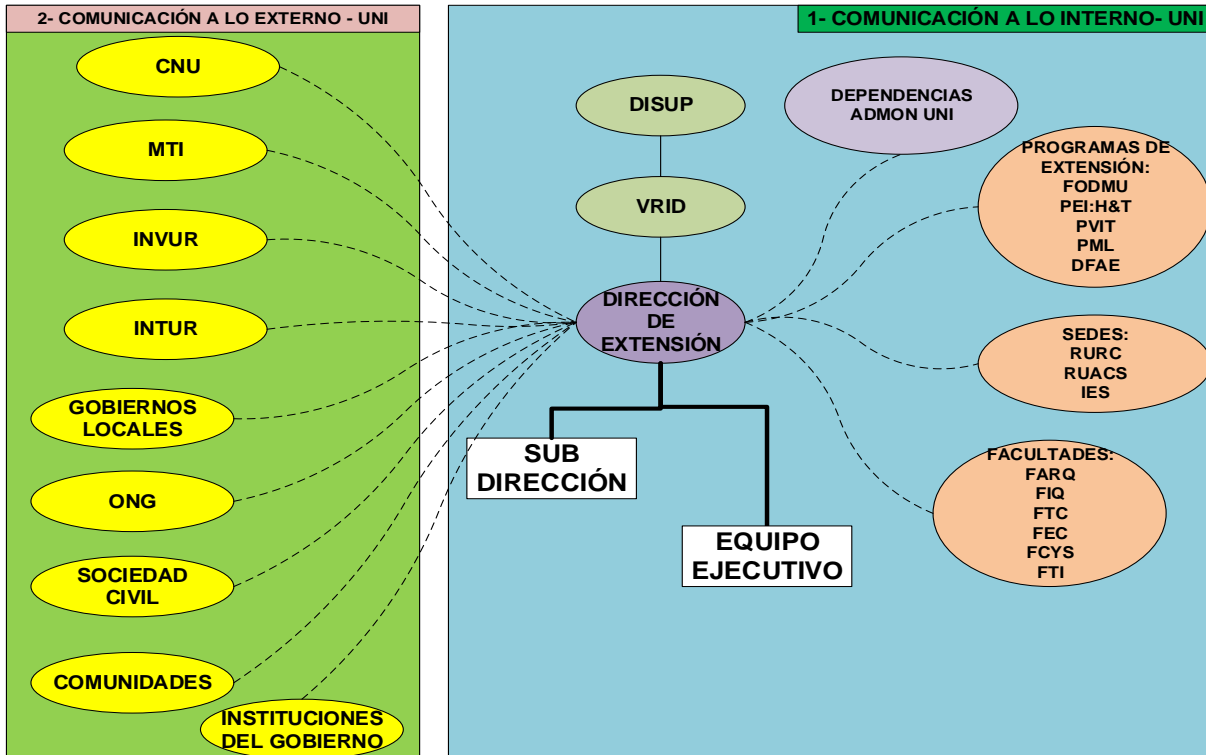 2- COMUNICACIÓN A LO EXTERNO - UNI
CNU
MTI
INVUR
INTUR
GOBIERNOS
LOCALES
ONG
SOCIEDAD
CIVIL
COMUNIDADES
INSTITUCIONES
DEL GOBIERNO
1- COMUNICACIÓN A LO INTERNO- UNI
DISUP
VRID
DIRECCIÓN
DE
EXTENSIÓN
SUB
DIRECCIÓN
EQUIPO
EJECUTIVO
DEPENDENCIAS
ADMON UNI
PROGRAMAS DE
EXTENSIÓN:
FODMU
PEI:H&T
PVIT
PML
DFAE
SEDES:
RURC
RUACS
IES
FACULTADES:
FARQ
FIQ
FTC
FEC
FCYS
FTI